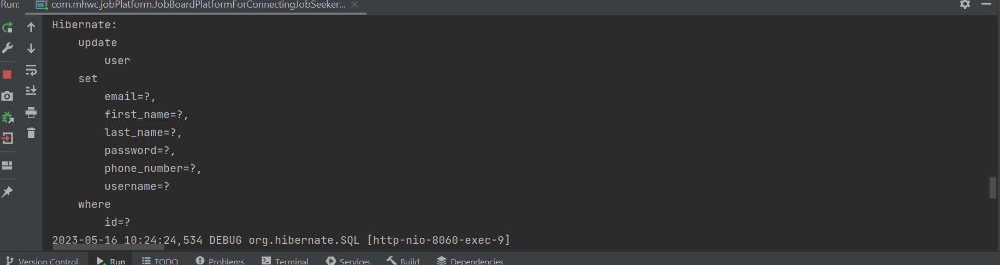 Run: com.mhwc.jobPlatform.JobBoardPlatformForConnectingJobSeeker...
Hibernate:
update
user
set
email=?,
first_name=?,
last_name=?,
password=?,
phone_number=?,
username=?
where
id=?
2023-05-16 10:24:24,534 DEBUG org.hibernate.SQL [http-nio-8060-exec-9]
Version Control Run TODO Problems Terminal Services Build Dependencies